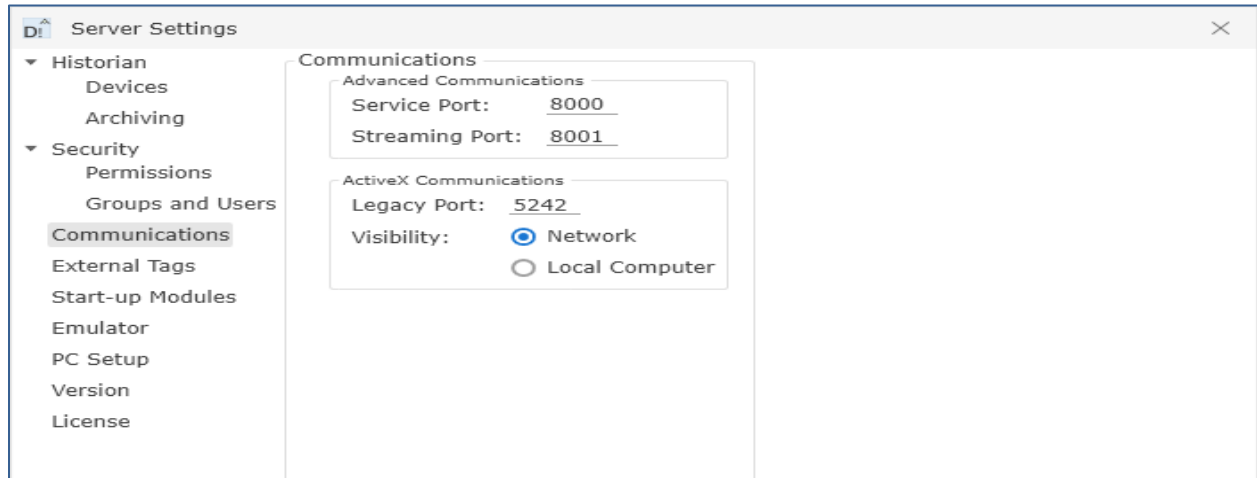 D! Server Settings
Historian
Devices
Archiving
Security
Permissions
Groups and Users
Communications
External Tags
Start-up Modules
Emulator
PC Setup
Version
License
Communications
Advanced Communications
Service Port: 8000
Streaming Port: 8001
ActiveX Communications
Legacy Port: 5242
Visibility: Network
Local Computer